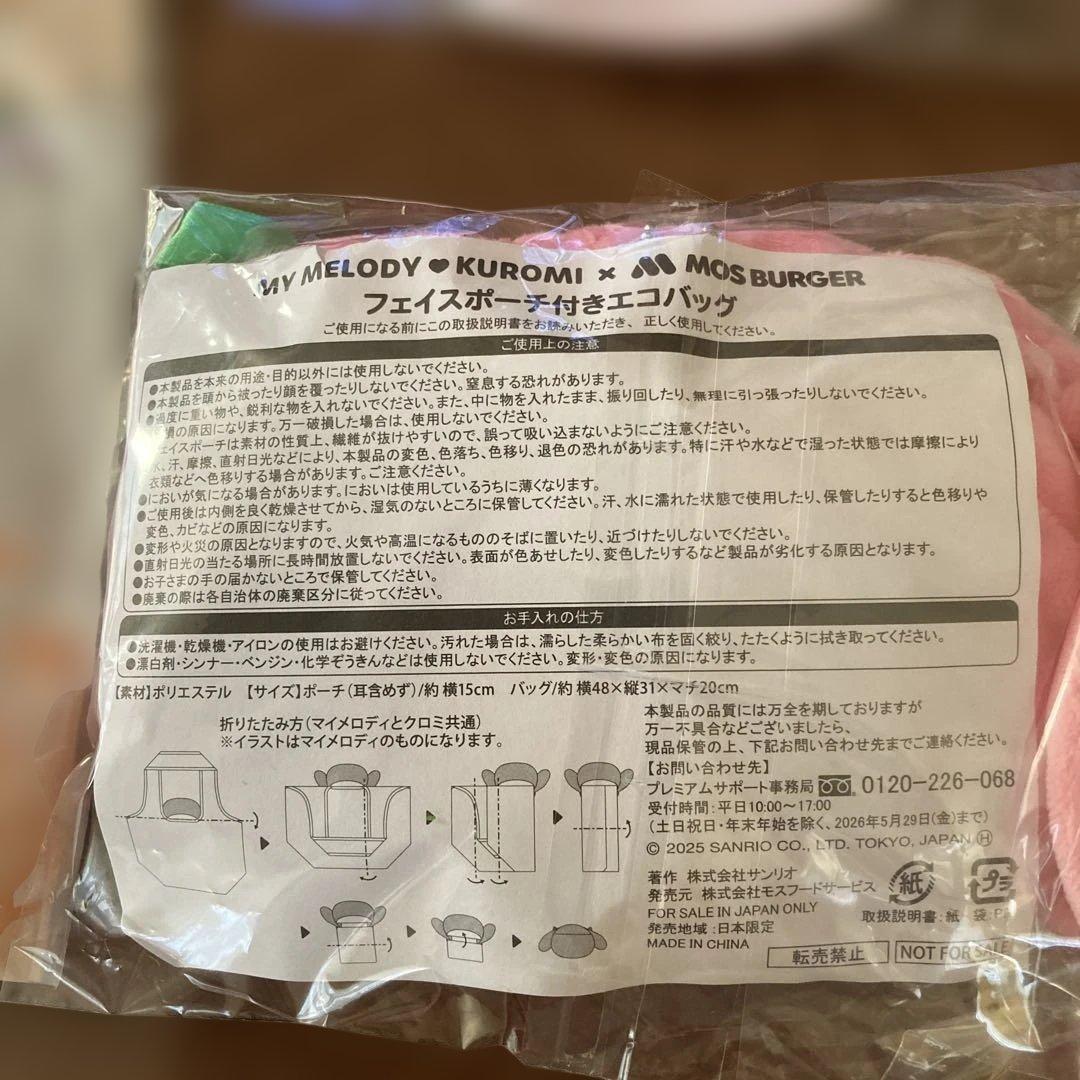 MY MELODY♥KUROMI × MOS BURGER
フェイスポーチ付きエコバッグ
ご使用になる前にこの取扱説明書をお読みいただき、正しく使用してください。
ご使用上の注意
●本製品を本来の用途・目的以外には使用しないでください。
●本製品を頭から被ったり顔を覆ったりしないでください。窒息する恐れがあります。
●過度に重い物や、鋭利な物を入れないでください。また、中に物を入れたまま、振り回したり、無理に引っ張ったりしないでください。
損の原因になります。万一破損した場合は、使用しないでください。
ェイスポーチは素材の性質上、繊維が抜けやすいので、誤って吸い込まないようにご注意ください。
水、汗、摩擦、直射日光などにより、本製品の変色、色落ち、色移り、退色の恐れがあります。特に汗や水などで湿った状態では摩擦により
衣類などへ色移りする場合があります。ご注意ください。
●においが気になる場合があります。においは使用しているうちに薄くなります。
●ご使用後は内側を良く乾燥させてから、湿気のないところに保管してください。汗、水に濡れた状態で使用したり、保管したりすると色移りや
変色、カビなどの原因になります。
●変形や火災の原因となりますので、火気や高温になるもののそばに置いたり、近づけたりしないでください。
●直射日光の当たる場所に長時間放置しないでください。表面が色あせしたり、変色したりするなど製品が劣化する原因となります。
●お子さまの手の届かないところで保管してください。
●廃棄の際は各自治体の廃棄区分に従ってください。
お手入れの仕方
●洗濯機・乾燥機・アイロンの使用はお避けください。汚れた場合は、濡らした柔らかい布を固く絞り、たたくように拭き取ってください。
●漂白剤・シンナー・ベンジン・化学ぞうきんなどは使用しないでください。変形・変色の原因になります。
【素材】ポリエステル 【サイズ】ポーチ(耳含めず)/約 横15cm バッグ/約 横48×縦31×マチ20cm
折りたたみ方(マイメロディとクロミ共通)
※イラストはマイメロディのものになります。
本製品の品質には万全を期しておりますが
万一不具合などございましたら、
現品保管の上、下記お問い合わせ先までご連絡ください。
【お問い合わせ先】
プレミアムサポート事務局 0120-226-068
受付時間:平日10:00〜17:00
(土日祝日・年末年始を除く、2026年5月29日(金)まで)
© 2025 SANRIO CO., LTD. TOKYO, JAPAN Ⓗ
著作 株式会社サンリオ
発売元 株式会社モスフードサービス
FOR SALE IN JAPAN ONLY
発売地域:日本限定
MADE IN CHINA
紙 プラ
取扱説明書:紙・袋:P
転売禁止 NOT FOR SALE